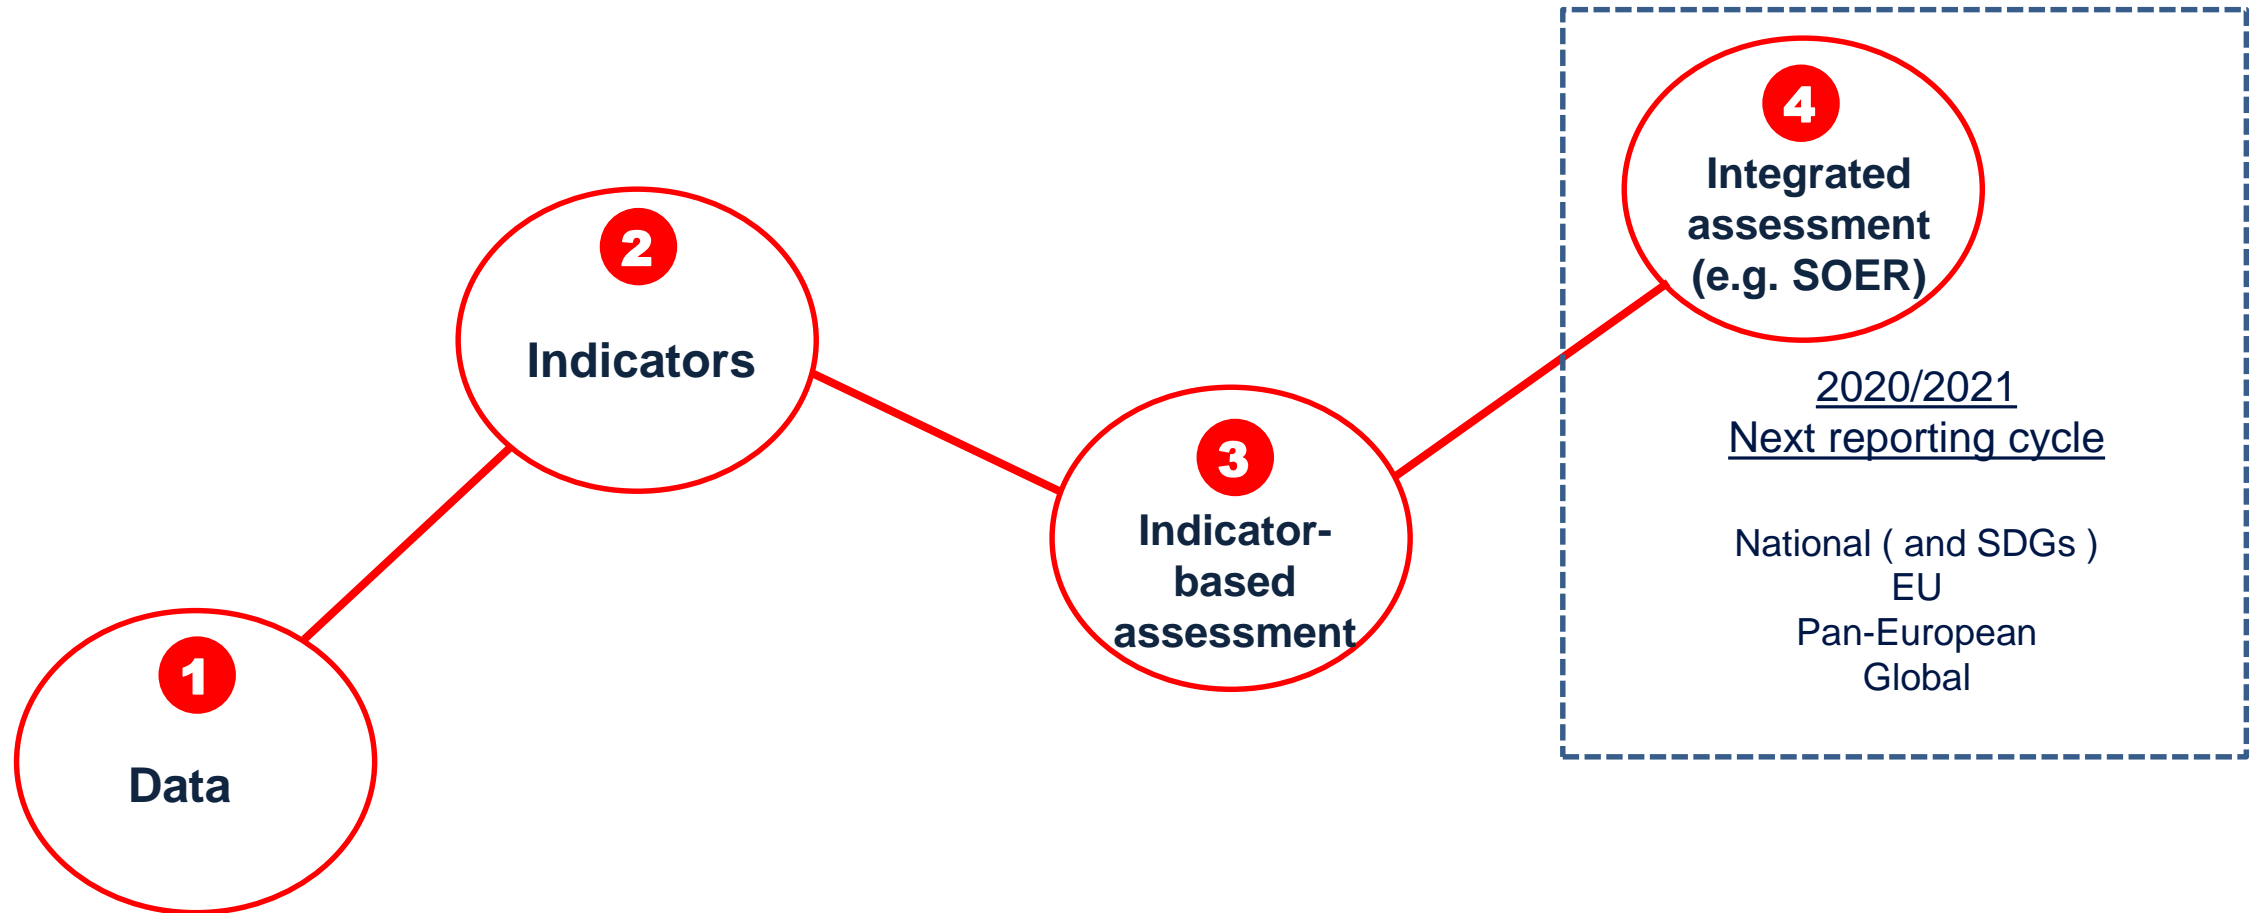 1
Data
2
Indicators
3
Indicator-
based
assessment
4
Integrated
assessment
(e.g. SOER)
2020/2021
Next reporting cycle
National ( and SDGs )
EU
Pan-European
Global